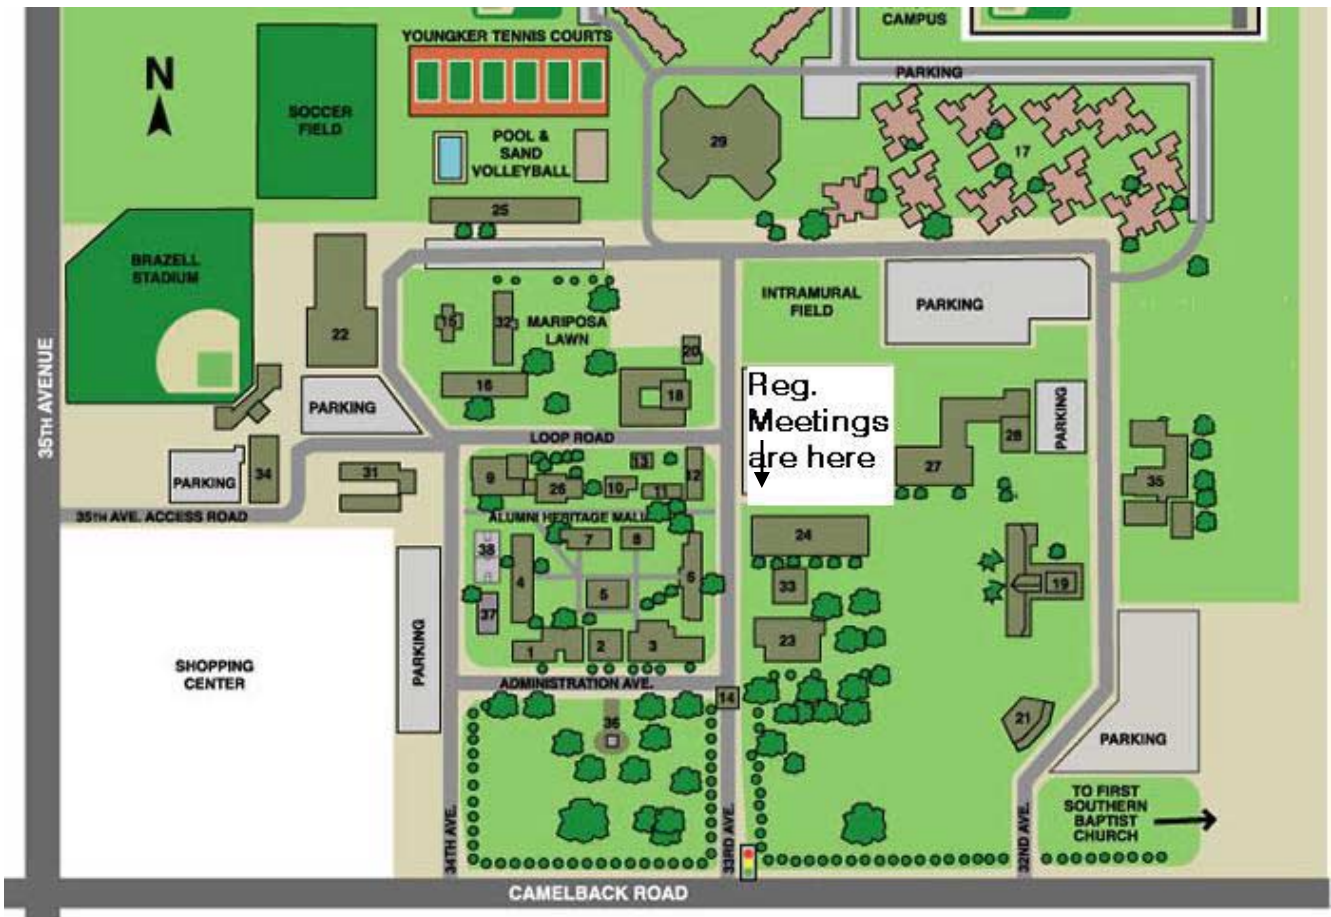 CAMPUS
YOUNGKER TENNIS COURTS
N
PARKING
SOCCER
FIELD
POOL &
SAND
VOLLEYBALL
29
17
25
BRAZELL
STADIUM
INTRAMURAL
FIELD
PARKING
15
32
MARIPOSA
LAWN
22
20
35TH AVENUE
16
18
Reg.
Meetings
are here
PARKING
PARKING
28
LOOP ROAD
27
34
31
9
26
10
13
11
12
PARKING
35
35TH AVE. ACCESS ROAD
ALUMNI HERITAGE MALL
38
7
8
24
4
6
5
33
19
37
1
2
3
23
PARKING
SHOPPING
CENTER
ADMINISTRATION AVE.
14
36
21
PARKING
TO FIRST
SOUTHERN
BAPTIST
CHURCH
34TH AVE.
33RD AVE.
32ND AVE.
CAMELBACK ROAD